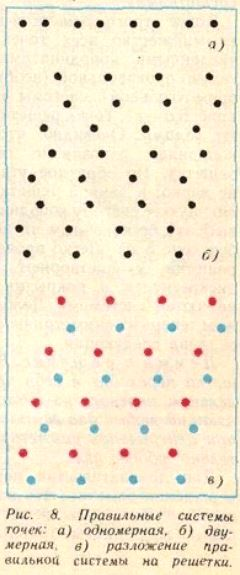 а)
б)
в)
Рис. 8. Правильные системы
точек: а) одномерная, б) дву-
мерная, в) разложение пра-
вильной системы на решетки.